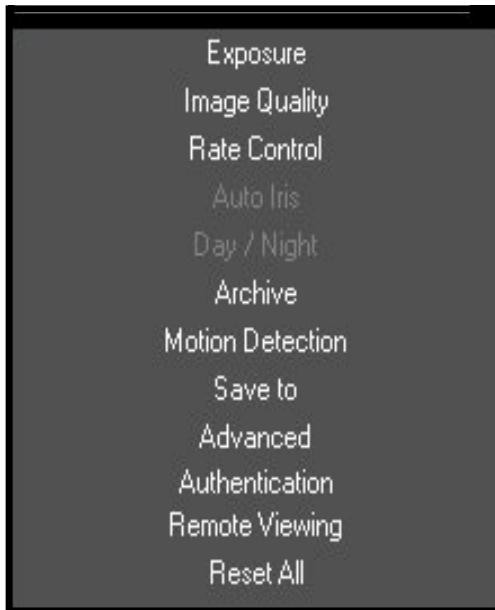 Exposure
Image Quality
Rate Control
Auto Iris
Day / Night
Archive
Motion Detection
Save to
Advanced
Authentication
Remote Viewing
Reset All